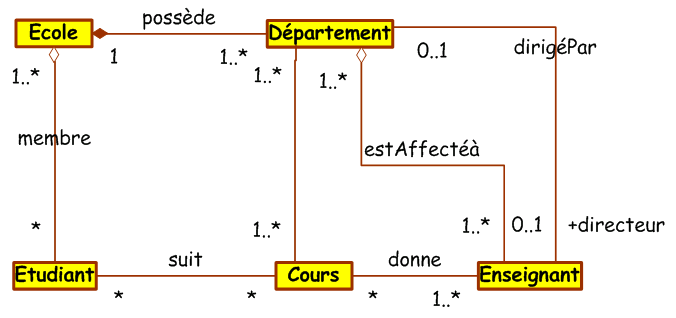 possède
Ecole
Département
1
1..*
0..1
dirigéPar
1..*
1..*
1..*
membre
estAffectéà
*
1..*
1..*
0..1
+directeur
suit
donne
Etudiant
Cours
Enseignant
*
*
*
1..*